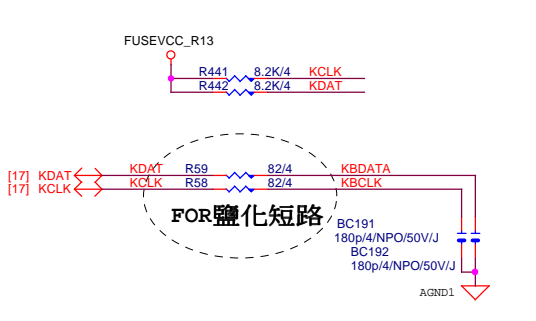 FUSEVCC_R13
R441 8.2K/4 KCLK
R442 8.2K/4 KDAT
[17] KDAT KDAT R59 82/4 KBDATA
[17] KCLK KCLK R58 82/4 KBCLK
FOR鹽化短路
BC191
180p/4/NPO/50V/J
BC192
180p/4/NPO/50V/J
AGND1